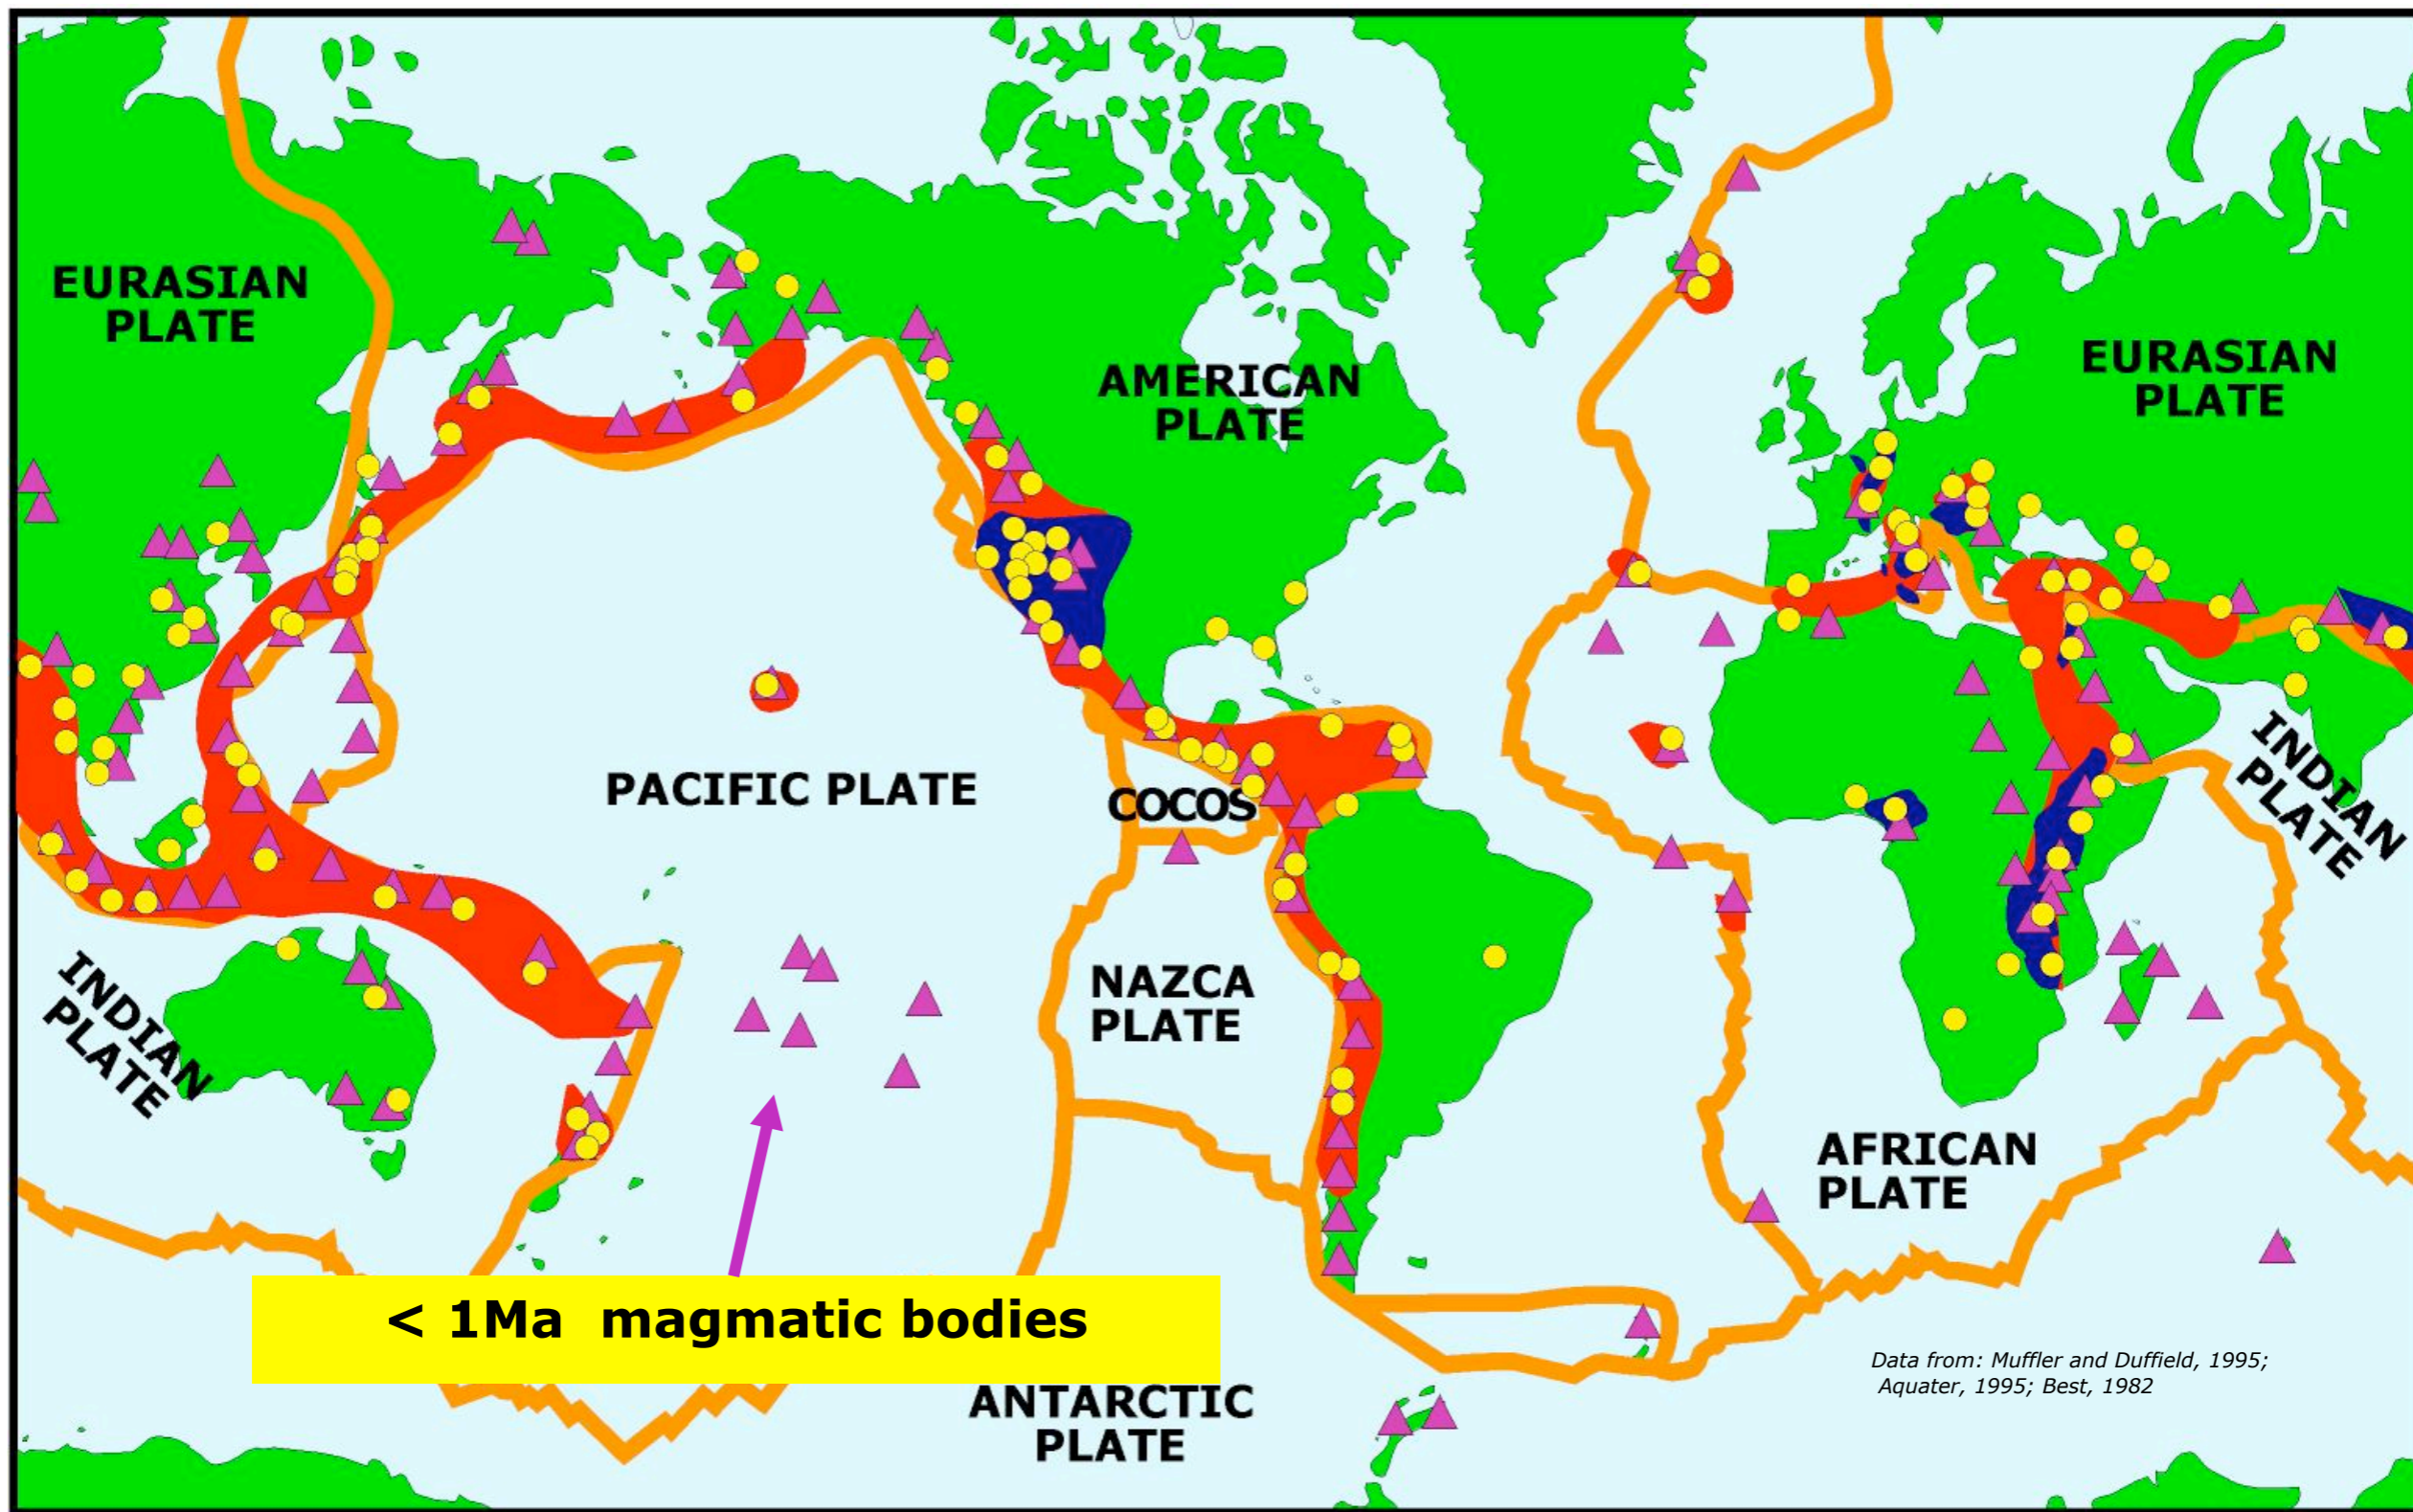 EURASIAN
PLATE
AMERICAN
PLATE
EURASIAN
PLATE
PACIFIC PLATE
COCOS
INDIAN
PLATE
INDIAN
PLATE
NAZCA
PLATE
AFRICAN
PLATE
< 1Ma  magmatic bodies
ANTARCTIC
PLATE
Data from: Muffler and Duffield, 1995;
Aquater, 1995; Best, 1982